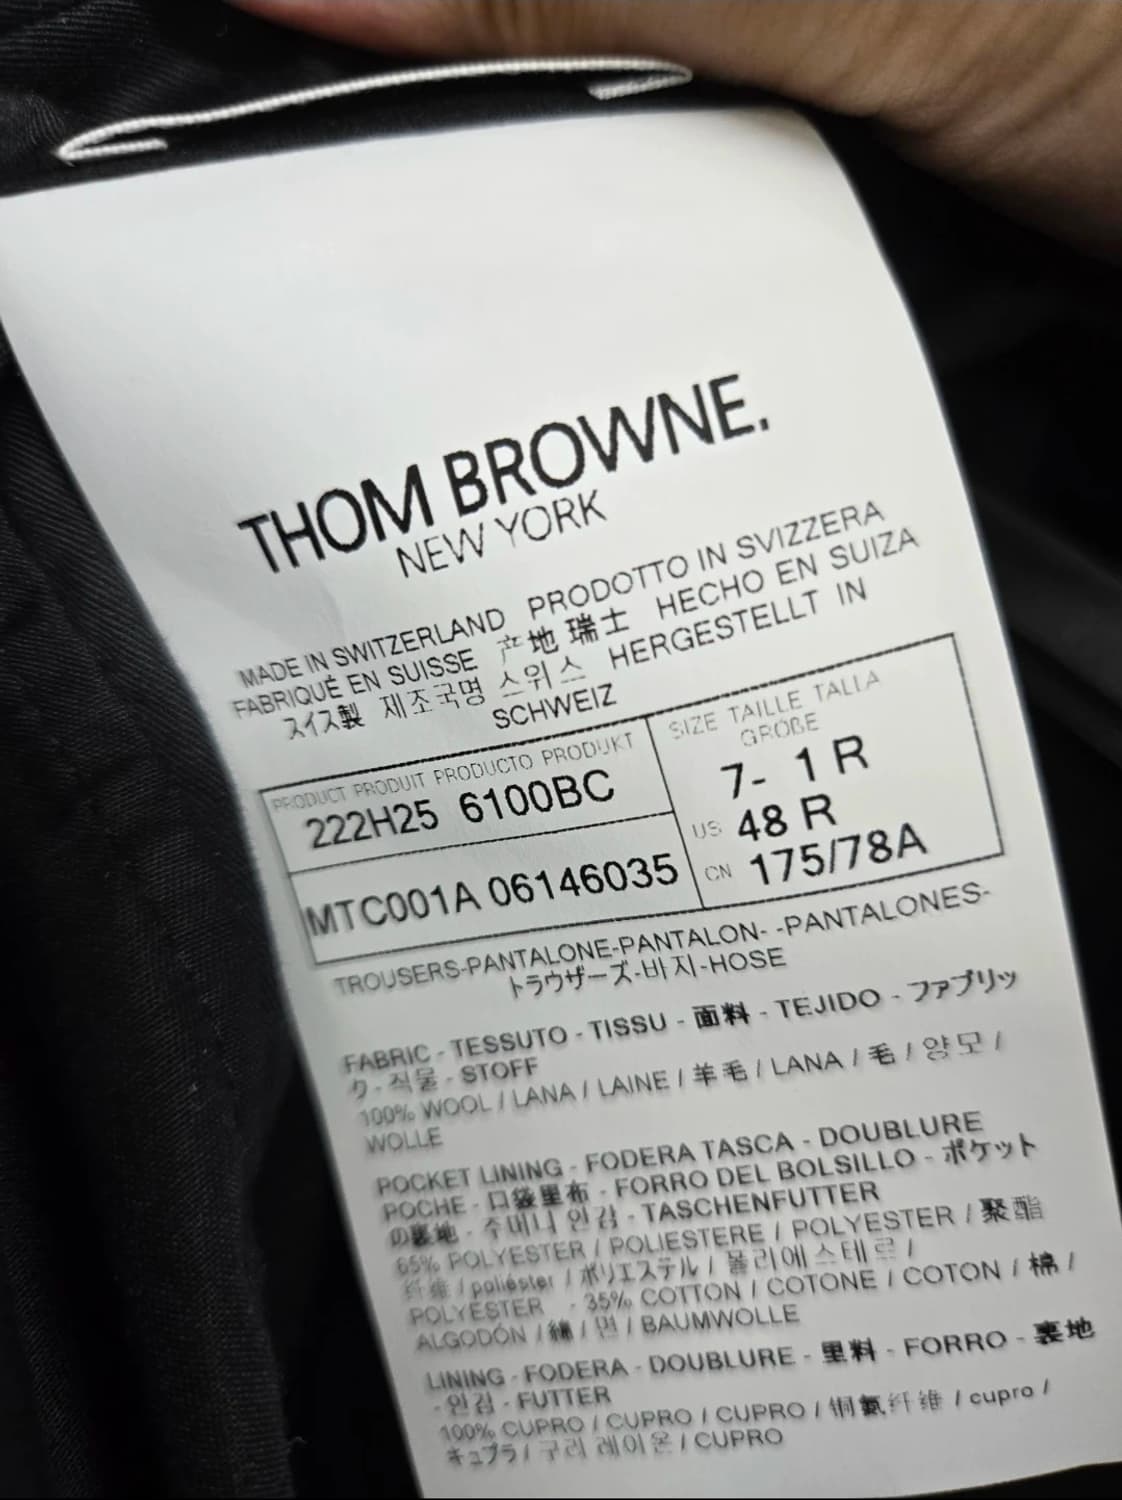 THOM BROWNE.
NEW YORK
MADE IN SWITZERLAND PRODOTTO IN SVIZZERA
FABRIQUÉ EN SUISSE 产地 瑞士 HECHO EN SUIZA
スイス製 제조국명 스위스 HERGESTELLT IN
SCHWEIZ
PRODUCT PRODUIT PRODUCTO PRODUKT
222H25 6100BC
MTC001A 06146035
SIZE TAILLE TALLA
GRÖßE
7- 1 R
US 48 R
CN 175/78A
TROUSERS-PANTALONE-PANTALON- -PANTALONES-
トラウザーズ-바지-HOSE
FABRIC - TESSUTO - TISSU - 面料 - TEJIDO - ファブリッ
ク - 직물 - STOFF
100% WOOL / LANA / LAINE / 羊毛 / LANA / 毛 / 양모 /
WOLLE
POCKET LINING - FODERA TASCA - DOUBLURE
POCHE - 口袋里布 - FORRO DEL BOLSILLO - ポケット
の裏地 - 주머니 안감 - TASCHENFUTTER
65% POLYESTER / POLIESTERE / POLYESTER / 聚酯
纤维 / poliéster / ポリエステル / 폴리에스테르 /
POLYESTER - 35% COTTON / COTONE / COTON / 棉 /
ALGODÓN / 綿 / 면 / BAUMWOLLE
LINING - FODERA - DOUBLURE - 里料 - FORRO - 裏地
- 안감 - FUTTER
100% CUPRO / CUPRO / CUPRO / 铜氨纤维 / cupro /
キュプラ / 구리 레이온 / CUPRO